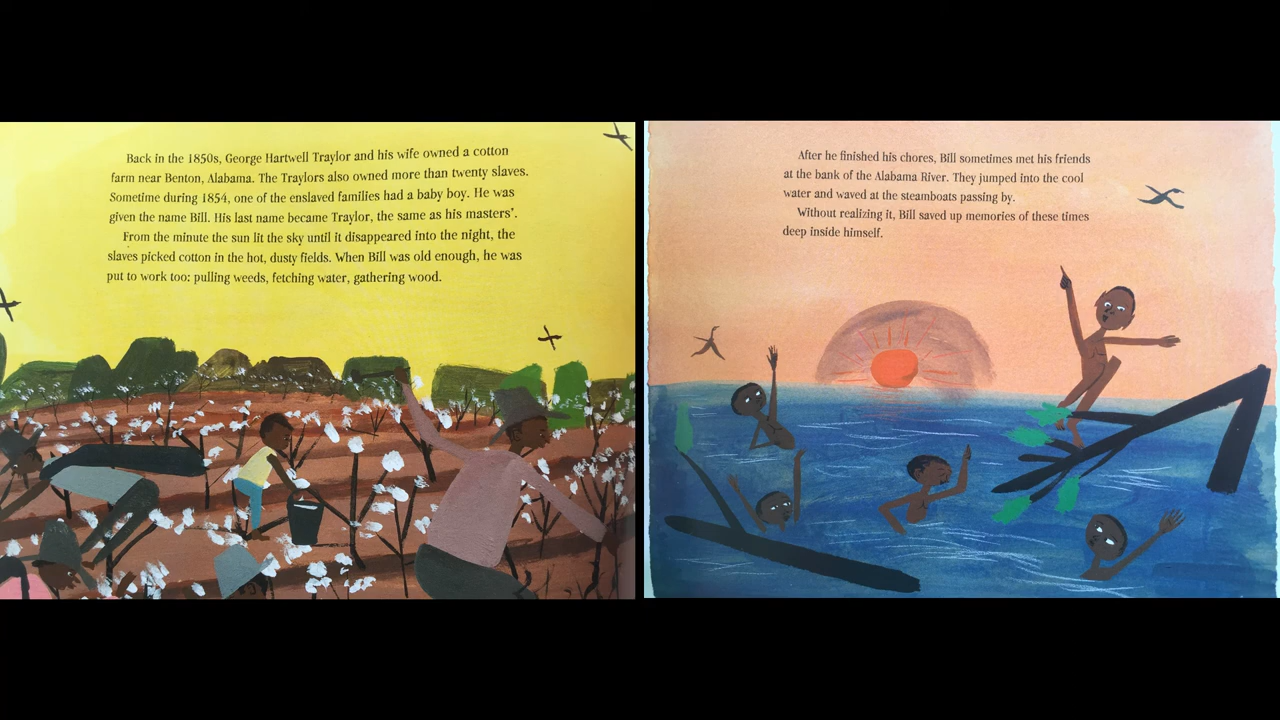 Back in the 1850s, George Hartwell Traylor and his wife owned a cotton
farm near Benton, Alabama. The Traylors also owned more than twenty slaves.
Sometime during 1854, one of the enslaved families had a baby boy. He was
given the name Bill. His last name became Traylor, the same as his masters'.
From the minute the sun lit the sky until it disappeared into the night, the
slaves picked cotton in the hot, dusty fields. When Bill was old enough, he was
put to work too: pulling weeds, fetching water, gathering wood.
After he finished his chores, Bill sometimes met his friends
at the bank of the Alabama River. They jumped into the cool
water and waved at the steamboats passing by.
Without realizing it, Bill saved up memories of these times
deep inside himself.